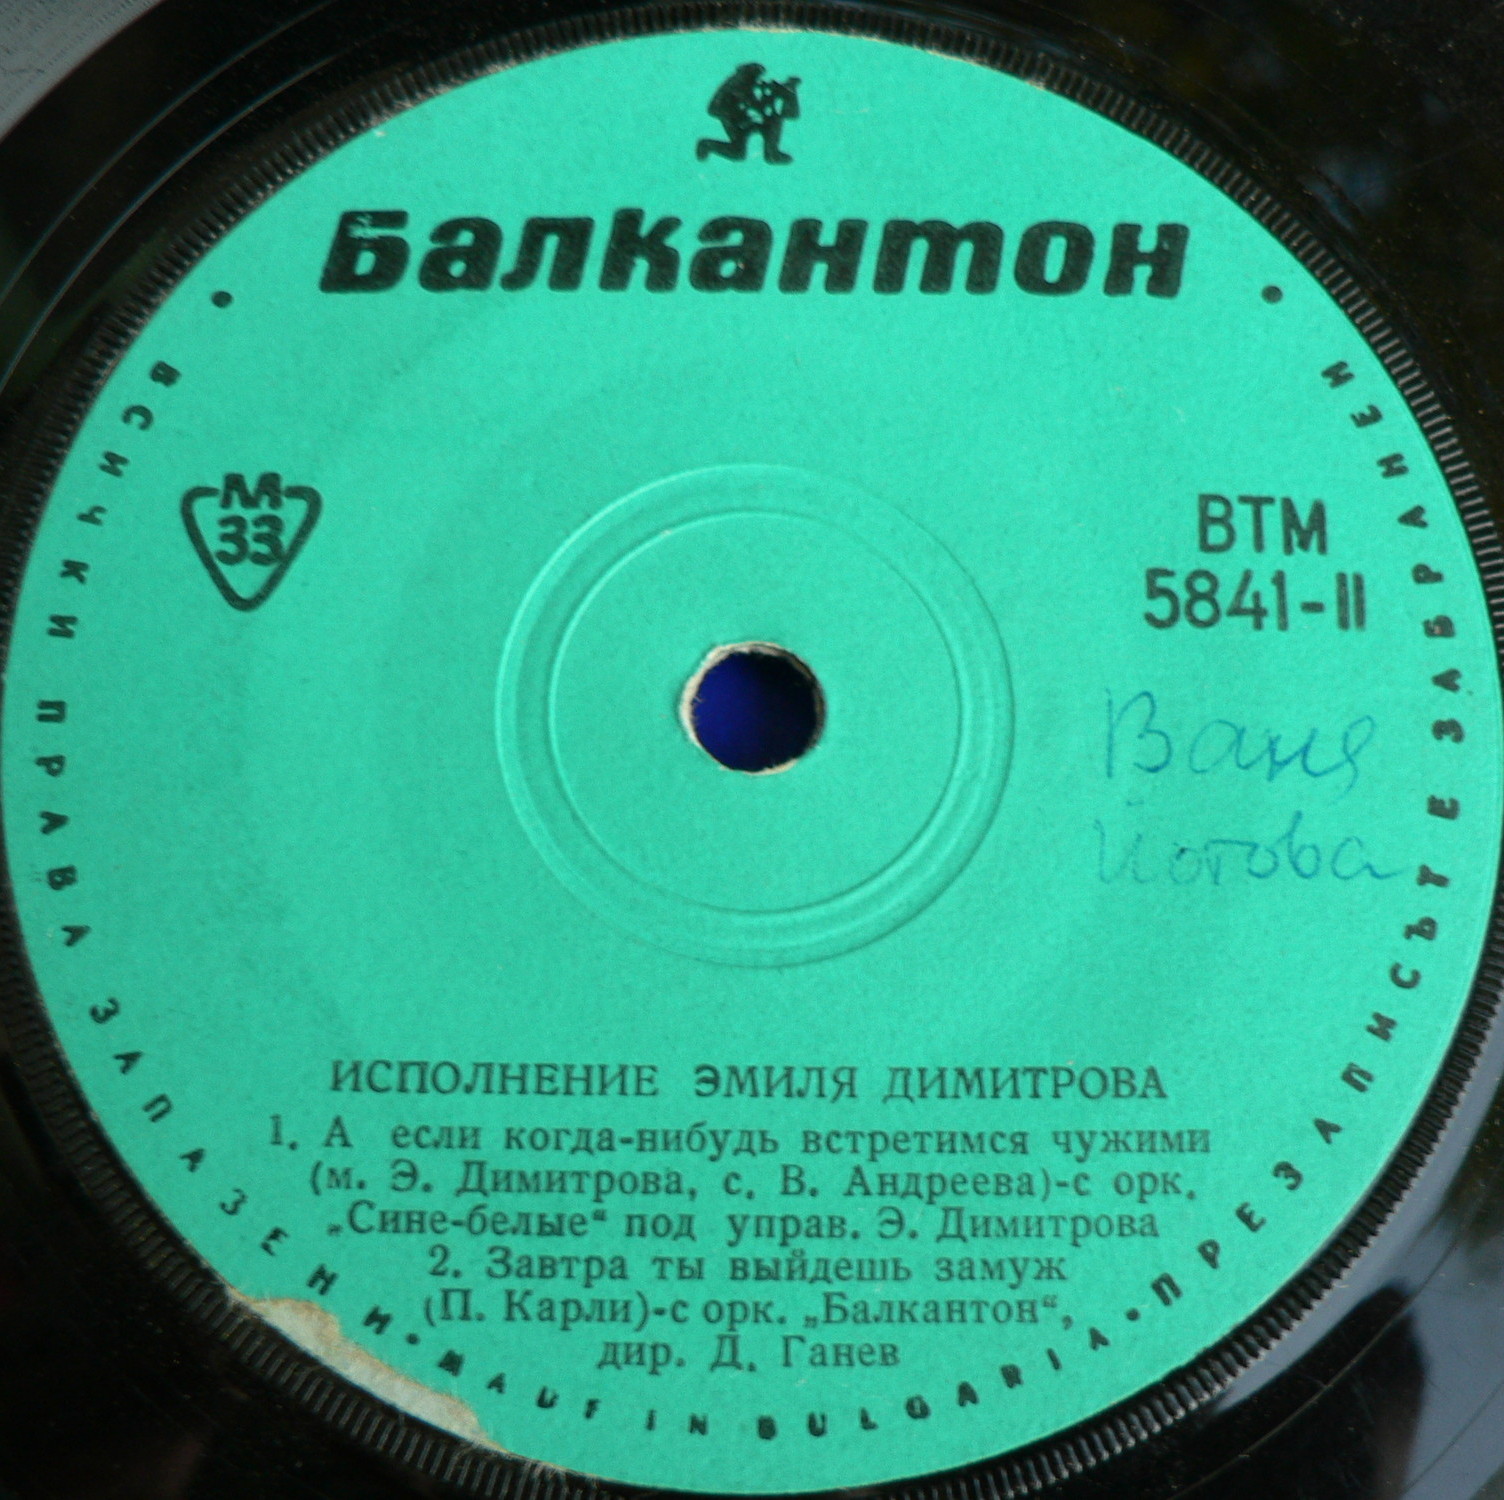 Балкантон
М
33
ВТМ
5841-II
Ваня
Йотова
ИСПОЛНЕНИЕ ЭМИЛЯ ДИМИТРОВА
1. А если когда-нибудь встретимся чужими
(м. Э. Димитрова, с. В. Андреева)-с орк.
„Сине-белые“ под управ. Э. Димитрова
2. Завтра ты выйдешь замуж
(П. Карли)-с орк. „Балкантон“,
дир. Д. Ганев
• ВСИЧКИ ПРАВА ЗАПАЗЕНИ • MADE IN BULGARIA • ПРЕЗАПИСЪТ Е ЗАБРАНЕН •